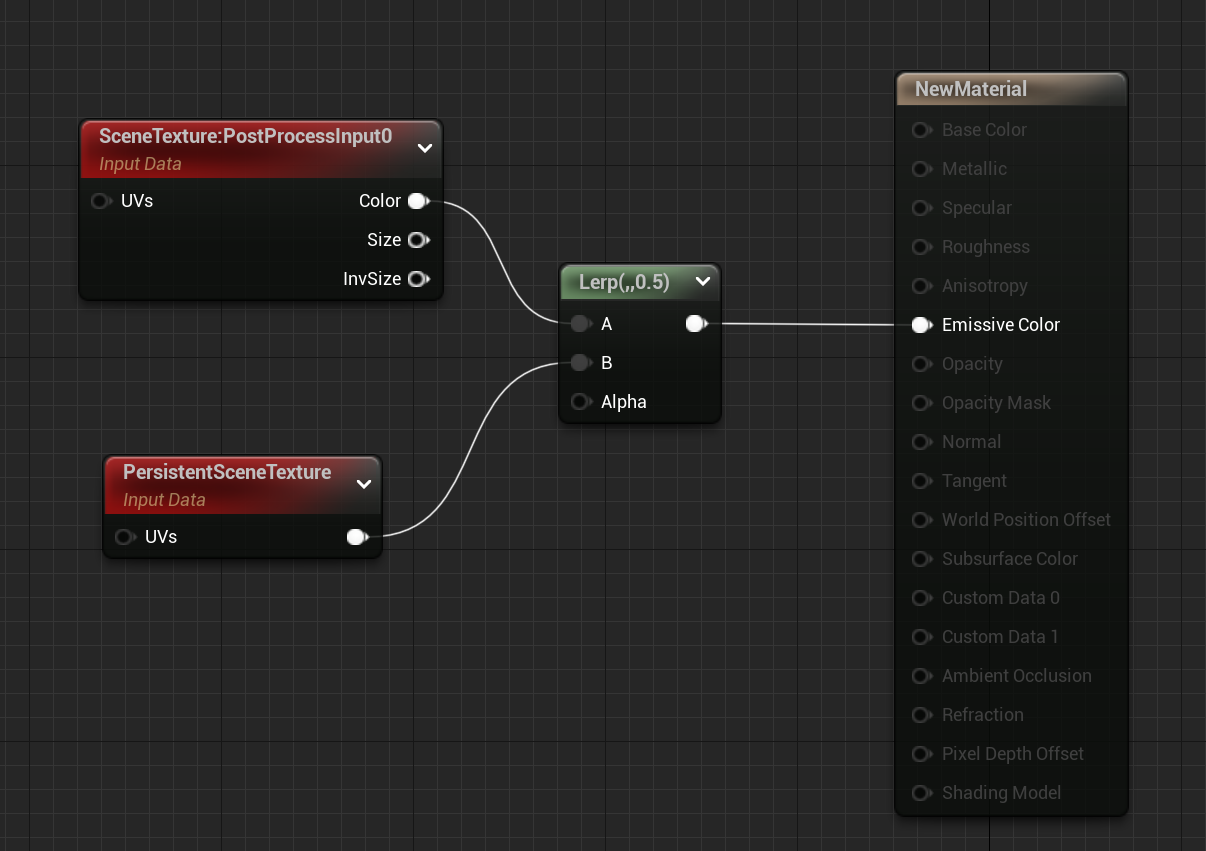 SceneTexture:PostProcessInput0
Input Data
UVs
Color
Size
InvSize
PersistentSceneTexture
Input Data
UVs
Lerp(,,0.5)
A
B
Alpha
NewMaterial
Base Color
Metallic
Specular
Roughness
Anisotropy
Emissive Color
Opacity
Opacity Mask
Normal
Tangent
World Position Offset
Subsurface Color
Custom Data 0
Custom Data 1
Ambient Occlusion
Refraction
Pixel Depth Offset
Shading Model